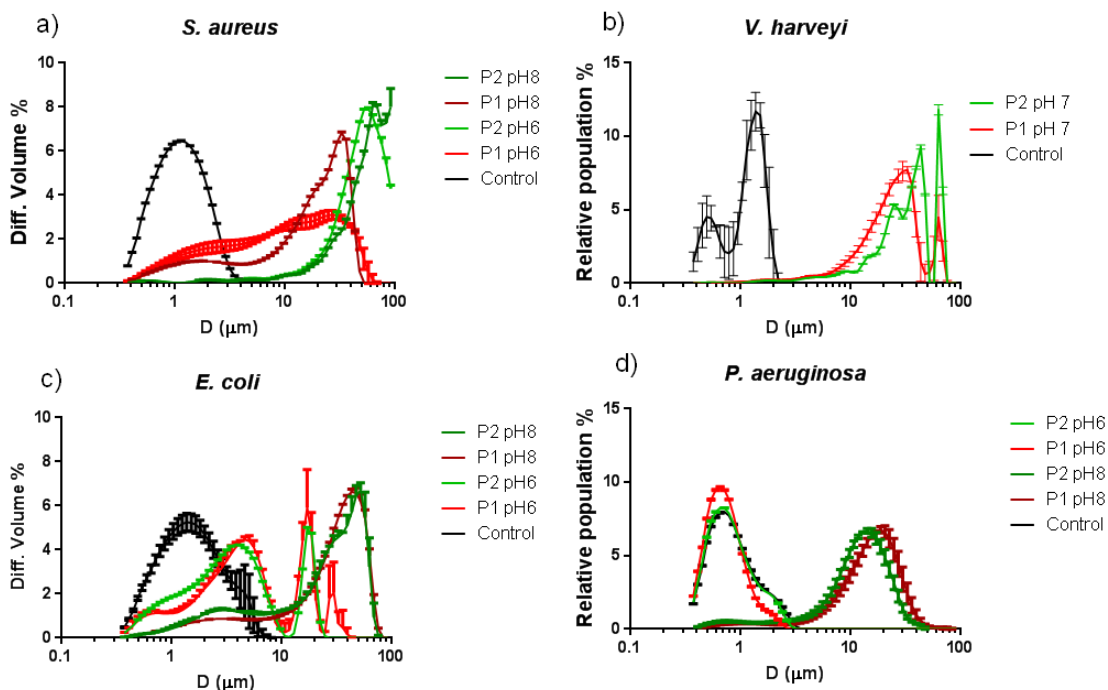 a)
S. aureus
Diff. Volume %
10
8
6
4
2
0
0.1
1
10
100
D (μm)
P2 pH8
P1 pH8
P2 pH6
P1 pH6
Control
b)
V. harveyi
Relative population %
15
10
5
0
0.1
1
10
100
D (μm)
P2 pH 7
P1 pH 7
Control
c)
E. coli
Diff. Volume %
10
8
6
4
2
0
0.1
1
10
100
D (μm)
P2 pH8
P1 pH8
P2 pH6
P1 pH6
Control
d)
P. aeruginosa
Relative population %
15
10
5
0
0.1
1
10
100
D (μm)
P2 pH6
P1 pH6
P2 pH8
P1 pH8
Control